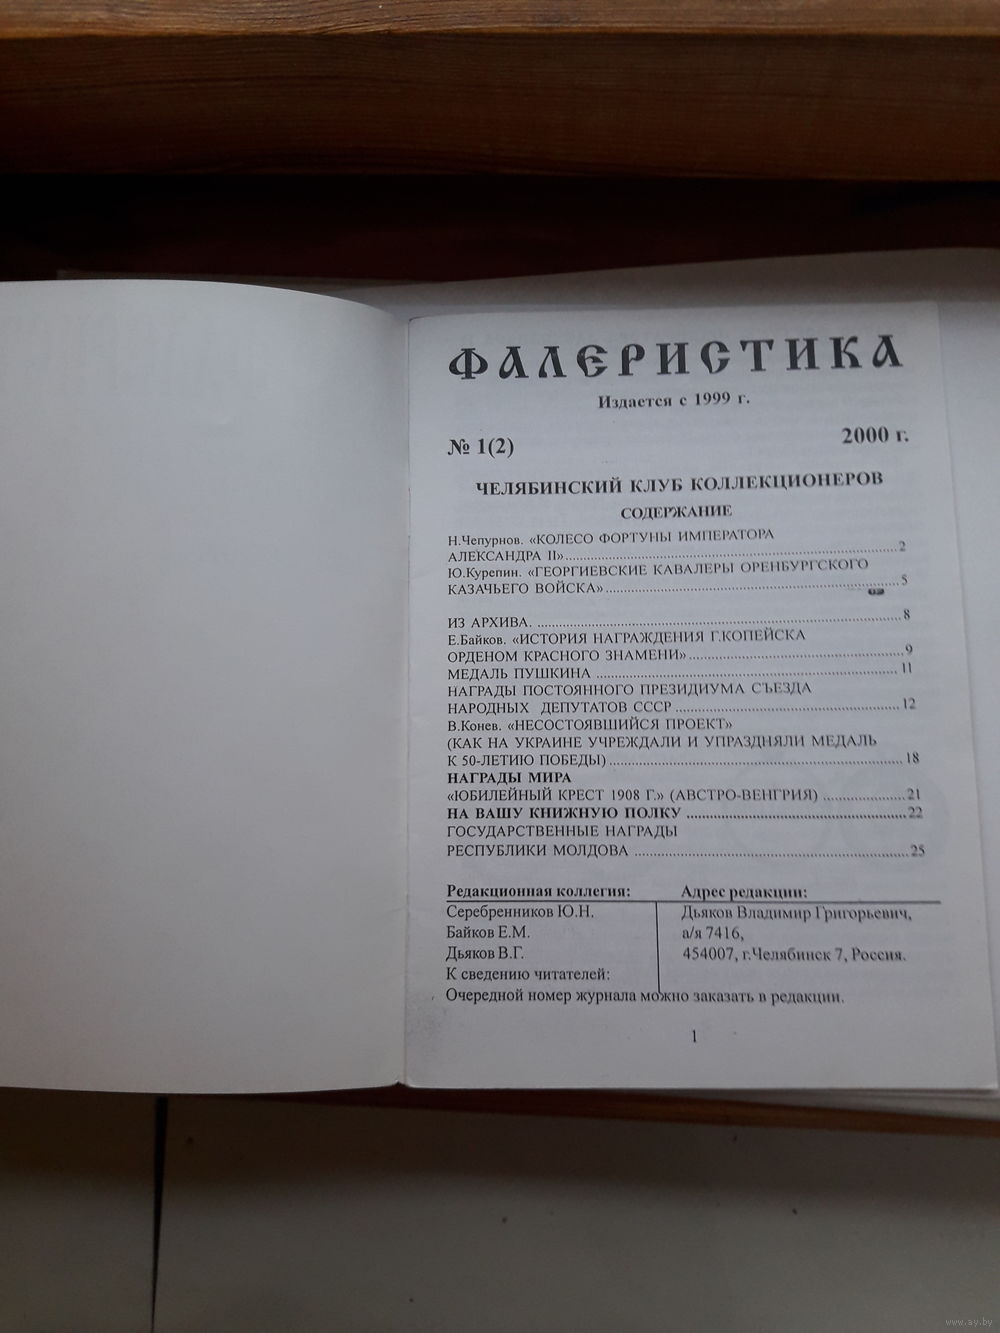 ФАЛЕРИСТИКА
Издается с 1999 г.
№ 1(2) 2000 г.
ЧЕЛЯБИНСКИЙ КЛУБ КОЛЛЕКЦИОНЕРОВ
СОДЕРЖАНИЕ
Н.Чепурнов. «КОЛЕСО ФОРТУНЫ ИМПЕРАТОРА
АЛЕКСАНДРА II»....................2
Ю.Курепин. «ГЕОРГИЕВСКИЕ КАВАЛЕРЫ ОРЕНБУРГСКОГО
КАЗАЧЬЕГО ВОЙСКА»....................5
ИЗ АРХИВА. ....................8
Е.Байков. «ИСТОРИЯ НАГРАЖДЕНИЯ Г.КОПЕЙСКА
ОРДЕНОМ КРАСНОГО ЗНАМЕНИ»....................9
МЕДАЛЬ ПУШКИНА ....................11
НАГРАДЫ ПОСТОЯННОГО ПРЕЗИДИУМА СЪЕЗДА
НАРОДНЫХ ДЕПУТАТОВ СССР ....................12
В.Конев. «НЕСОСТОЯВШИЙСЯ ПРОЕКТ»
(КАК НА УКРАИНЕ УЧРЕЖДАЛИ И УПРАЗДНЯЛИ МЕДАЛЬ
К 50-ЛЕТИЮ ПОБЕДЫ)....................18
НАГРАДЫ МИРА
«ЮБИЛЕЙНЫЙ КРЕСТ 1908 Г.» (АВСТРО-ВЕНГРИЯ) ....................21
НА ВАШУ КНИЖНУЮ ПОЛКУ ....................22
ГОСУДАРСТВЕННЫЕ НАГРАДЫ
РЕСПУБЛИКИ МОЛДОВА ....................25
Редакционная коллегия: Адрес редакции:
Серебренников Ю.Н. Дьяков Владимир Григорьевич,
Байков Е.М. а/я 7416,
Дьяков В.Г. 454007, г.Челябинск 7, Россия.
К сведению читателей:
Очередной номер журнала можно заказать в редакции.
1
www.ay.by